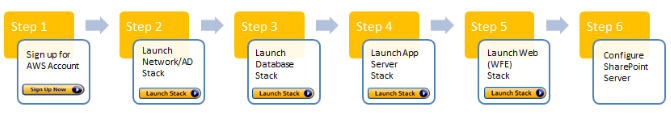 Step 1
Sign up for
AWS Account
Sign Up Now
Step 2
Launch
Network/AD
Stack
Launch Stack
Step 3
Launch
Database
Stack
Launch Stack
Step 4
Launch App
Server
Stack
Launch Stack
Step 5
Launch Web
(WFE)
Stack
Launch Stack
Step 6
Configure
SharePoint
Server